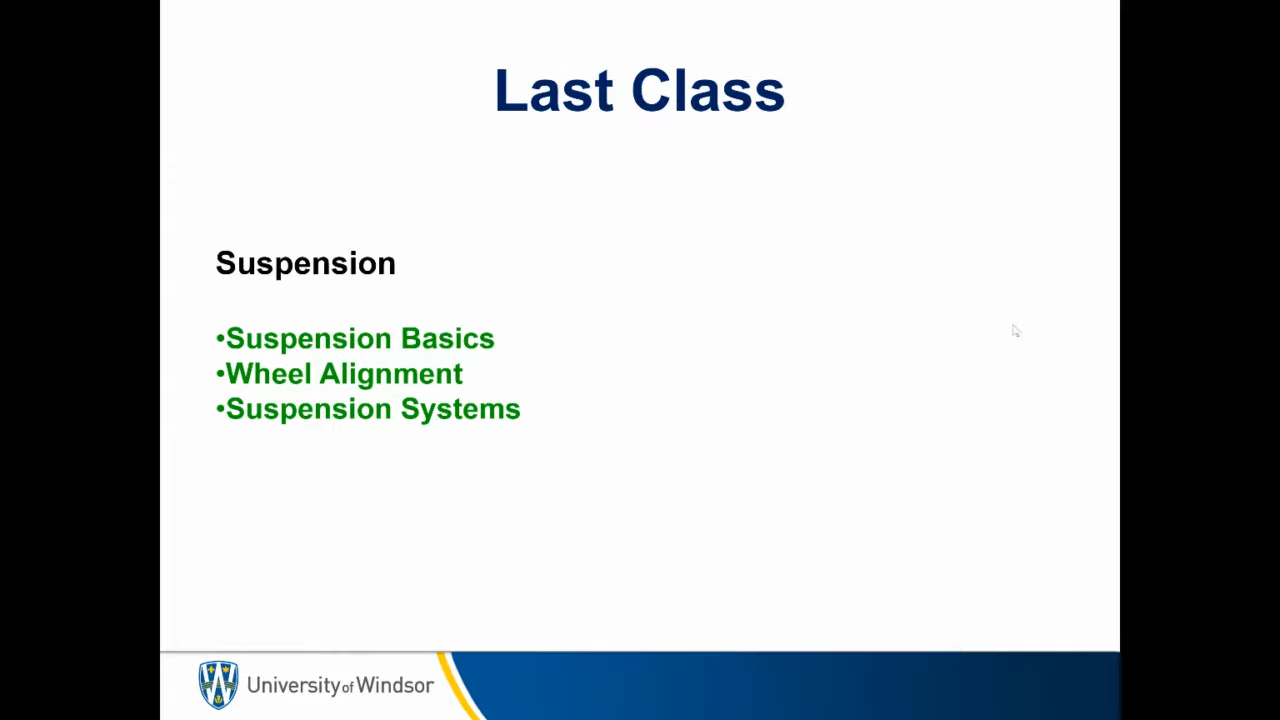 Last Class
Suspension
•Suspension Basics
•Wheel Alignment
•Suspension Systems
University of Windsor